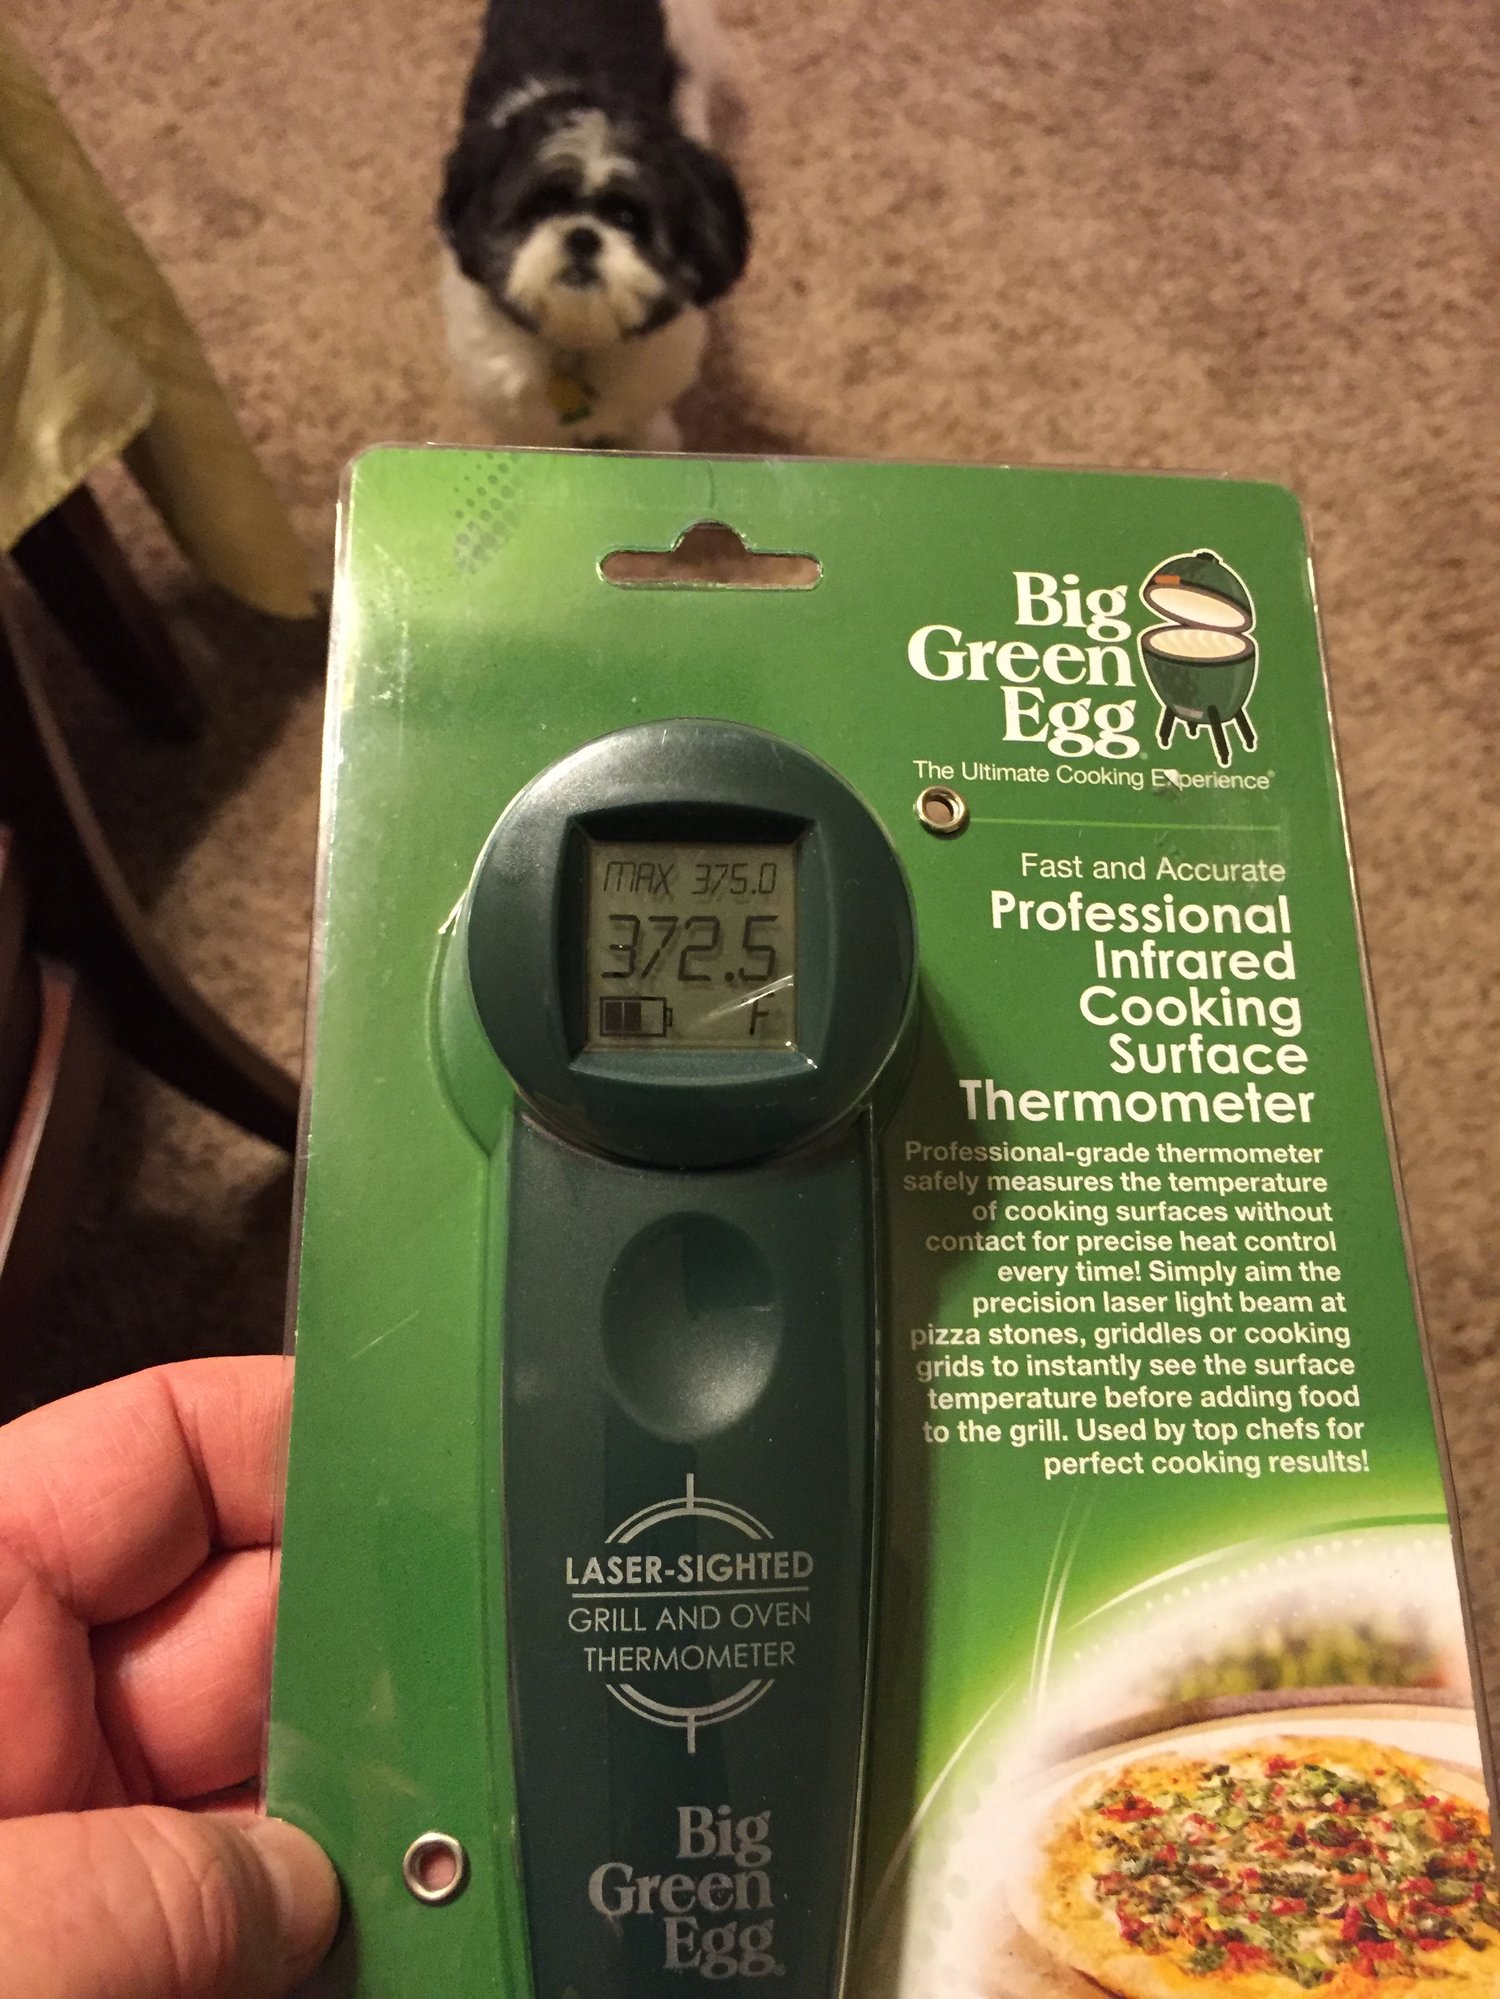 Big
Green
Egg®
The Ultimate Cooking Experience®
Fast and Accurate
Professional
Infrared
Cooking
Surface
Thermometer
Professional-grade thermometer
safely measures the temperature
of cooking surfaces without
contact for precise heat control
every time! Simply aim the
precision laser light beam at
pizza stones, griddles or cooking
grids to instantly see the surface
temperature before adding food
to the grill. Used by top chefs for
perfect cooking results!
MAX 375.0
372.5
F
LASER-SIGHTED
GRILL AND OVEN
THERMOMETER
Big
Green
Egg®